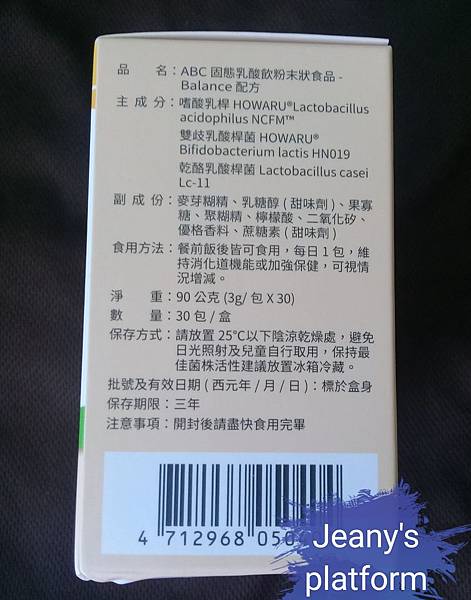 品　　名：ABC 固態乳酸飲粉末狀食品 -
Balance 配方
主 成 分：嗜酸乳桿 HOWARU®Lactobacillus
acidophilus NCFM™
雙岐乳酸桿菌 HOWARU®
Bifidobacterium lactis HN019
乾酪乳酸桿菌 Lactobacillus casei
Lc-11
副 成 份：麥芽糊精、乳糖醇 ( 甜味劑 )、果寡
糖、聚糊精、檸檬酸、二氧化矽、
優格香料、蔗糖素 ( 甜味劑 )
食用方法：餐前飯後皆可食用，每日 1 包，維
持消化道機能或加強保健，可視情
況增減。
淨　　重：90 公克 (3g/ 包 X 30)
數　　量：30 包 / 盒
保存方式：請放置 25℃以下陰涼乾燥處，避免
日光照射及兒童自行取用，保持最
佳菌株活性建議放置冰箱冷藏。
批號及有效日期 ( 西元年 / 月 / 日 )：標於盒身
保存期限：三年
注意事項：開封後請盡快食用完畢
4 712968 050
Jeany's
platform